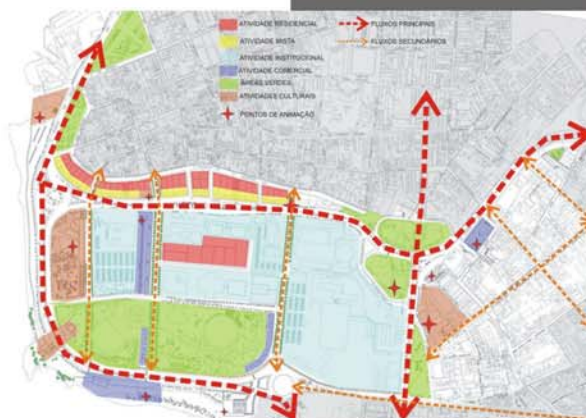 ATIVIDADE RESIDENCIAL
ATIVIDADE MISTA
ATIVIDADE INSTITUCIONAL
ATIVIDADE COMERCIAL
ÁREAS VERDES
ATIVIDADES CULTURAIS
PONTOS DE ANIMAÇÃO
FLUXOS PRINCIPAIS
FLUXOS SECUNDÁRIOS